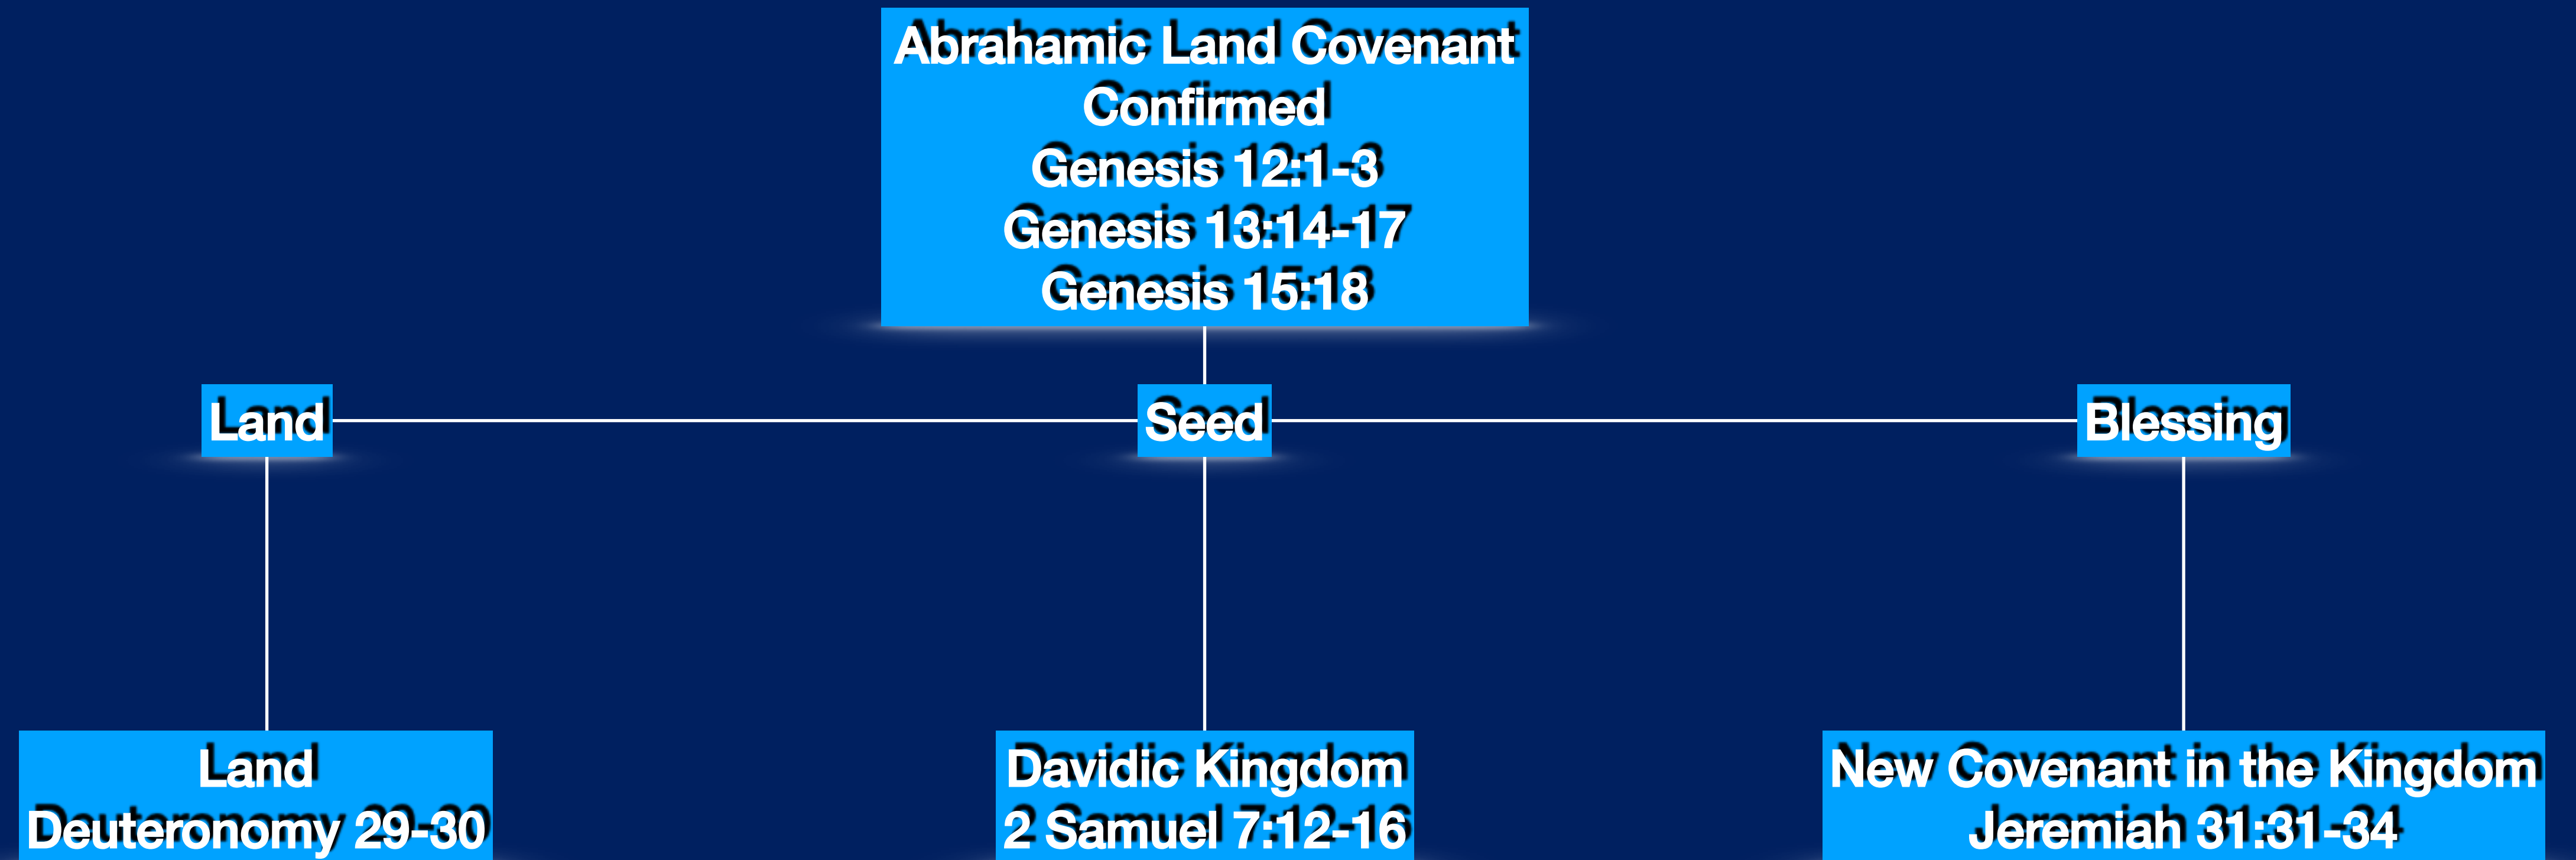 Abrahamic Land Covenant
Confirmed
Genesis 12:1-3
Genesis 13:14-17
Genesis 15:18
Land
Seed
Blessing
Land
Deuteronomy 29-30
Davidic Kingdom
2 Samuel 7:12-16
New Covenant in the Kingdom
Jeremiah 31:31-34